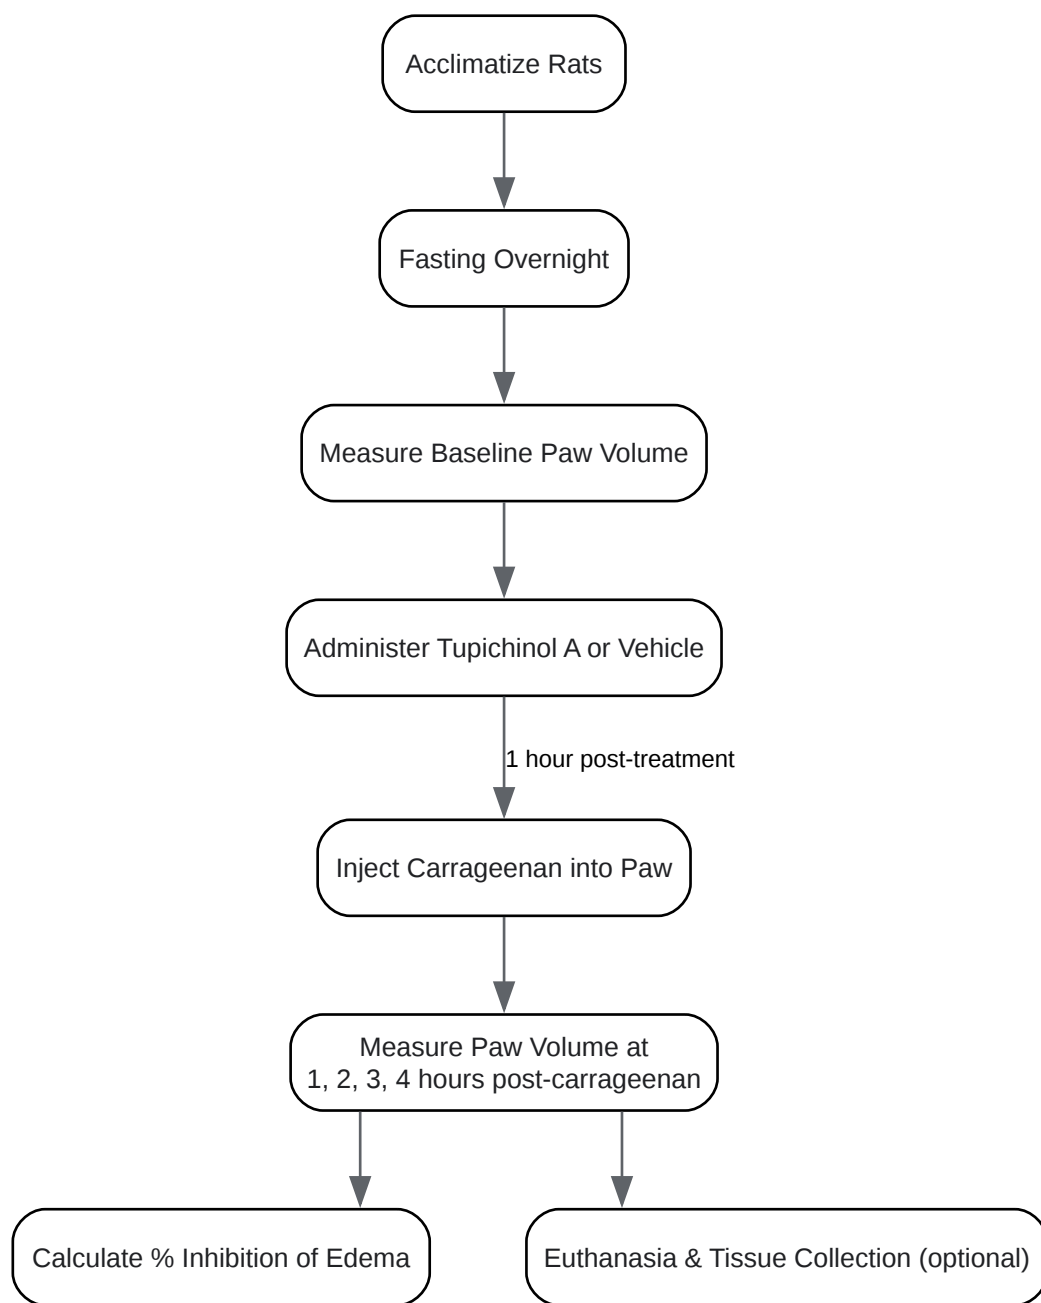 Acclimatize Rats
Fasting Overnight
Measure Baseline Paw Volume
Administer Tupichinol A or Vehicle
1 hour post-treatment
Inject Carrageenan into Paw
Measure Paw Volume at
1, 2, 3, 4 hours post-carrageenan
Calculate % Inhibition of Edema
Euthanasia & Tissue Collection (optional)